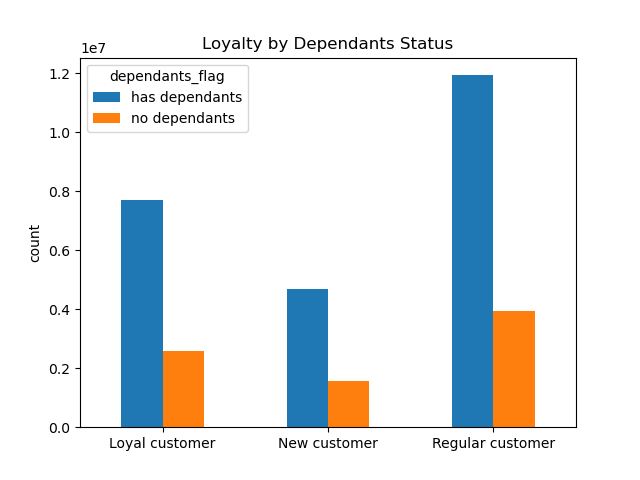 Loyalty by Dependants Status
1e7
dependants_flag
has dependants
no dependants
1.2
1.0
0.8
0.6
0.4
0.2
0.0
count
Loyal customer
New customer
Regular customer